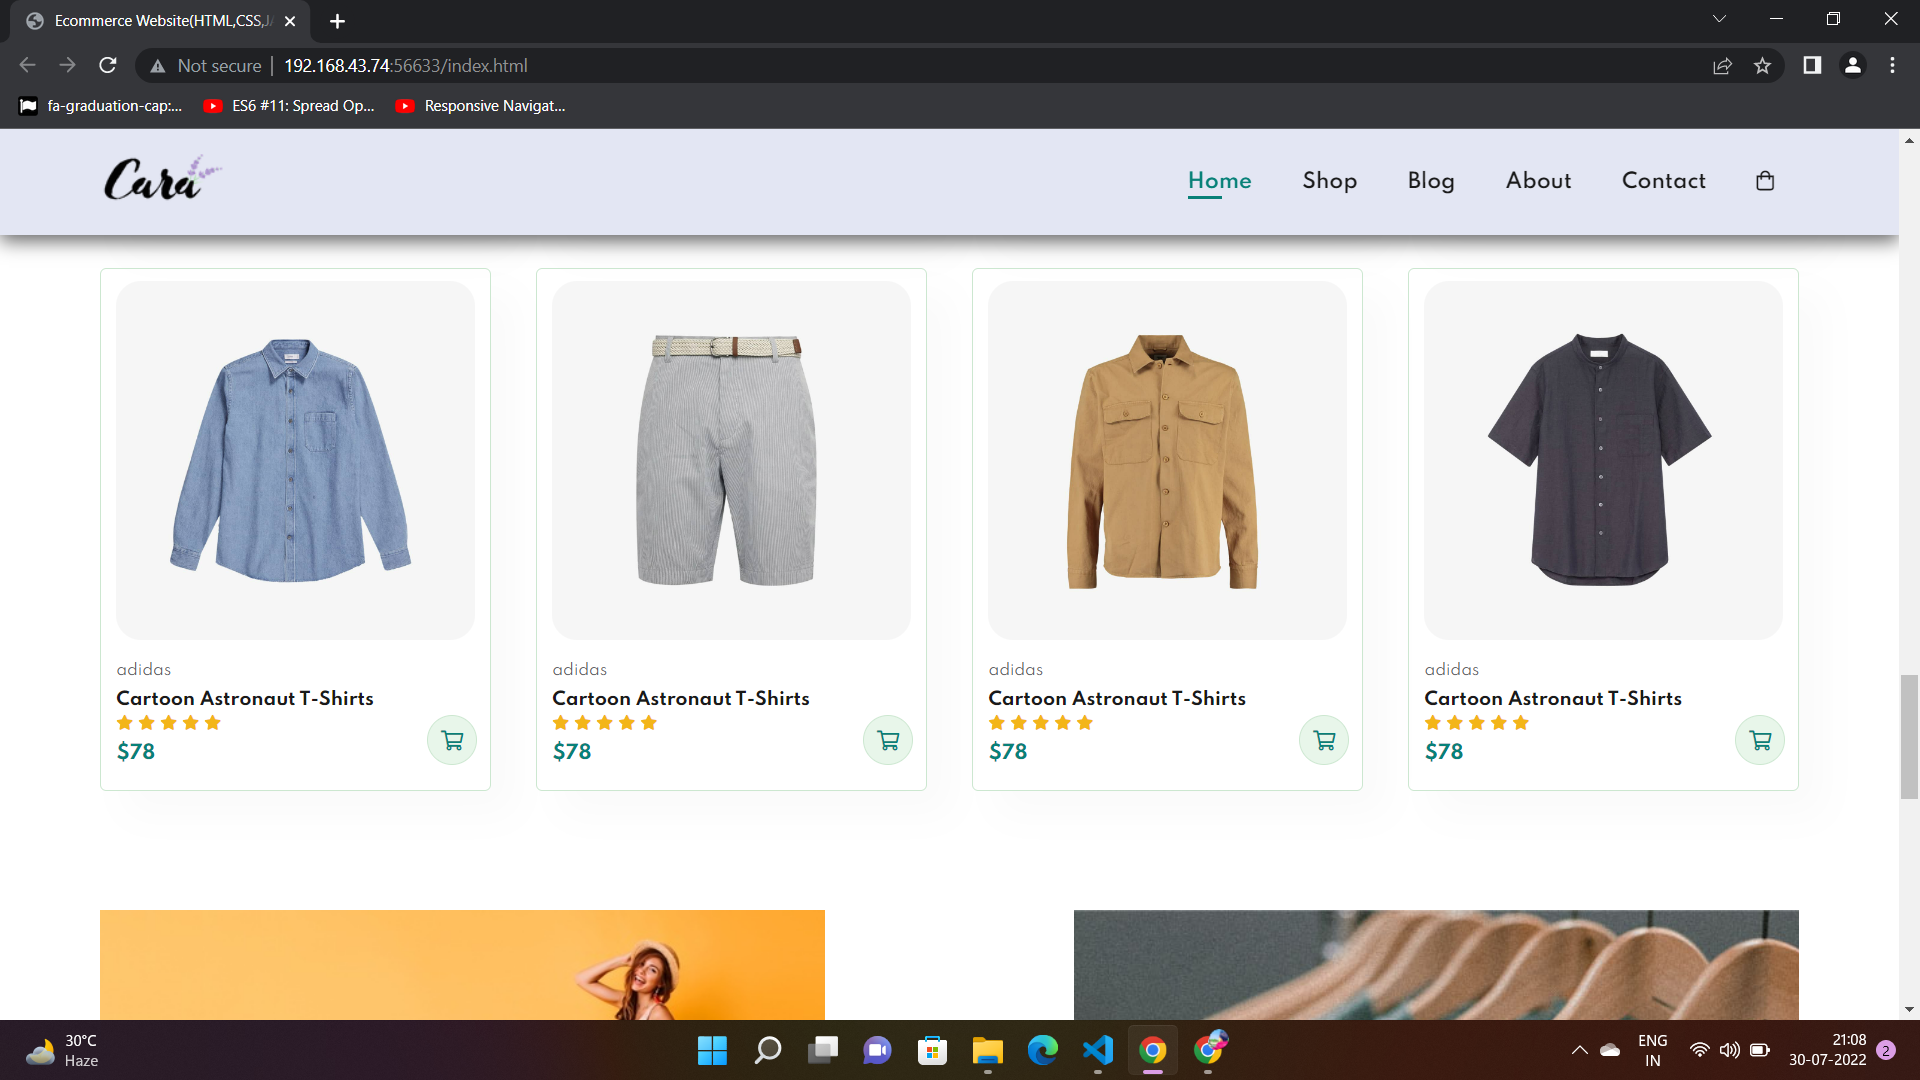 Ecommerce Website(HTML,CSS,J
Not secure | 192.168.43.74:56633/index.html
fa-graduation-cap:... ES6 #11: Spread Op... Responsive Navigat...
Cara Home Shop Blog About Contact
adidas adidas adidas adidas
Cartoon Astronaut T-Shirts Cartoon Astronaut T-Shirts Cartoon Astronaut T-Shirts Cartoon Astronaut T-Shirts
$78 $78 $78 $78
30°C
Haze
ENG
IN
21:08
30-07-2022
2